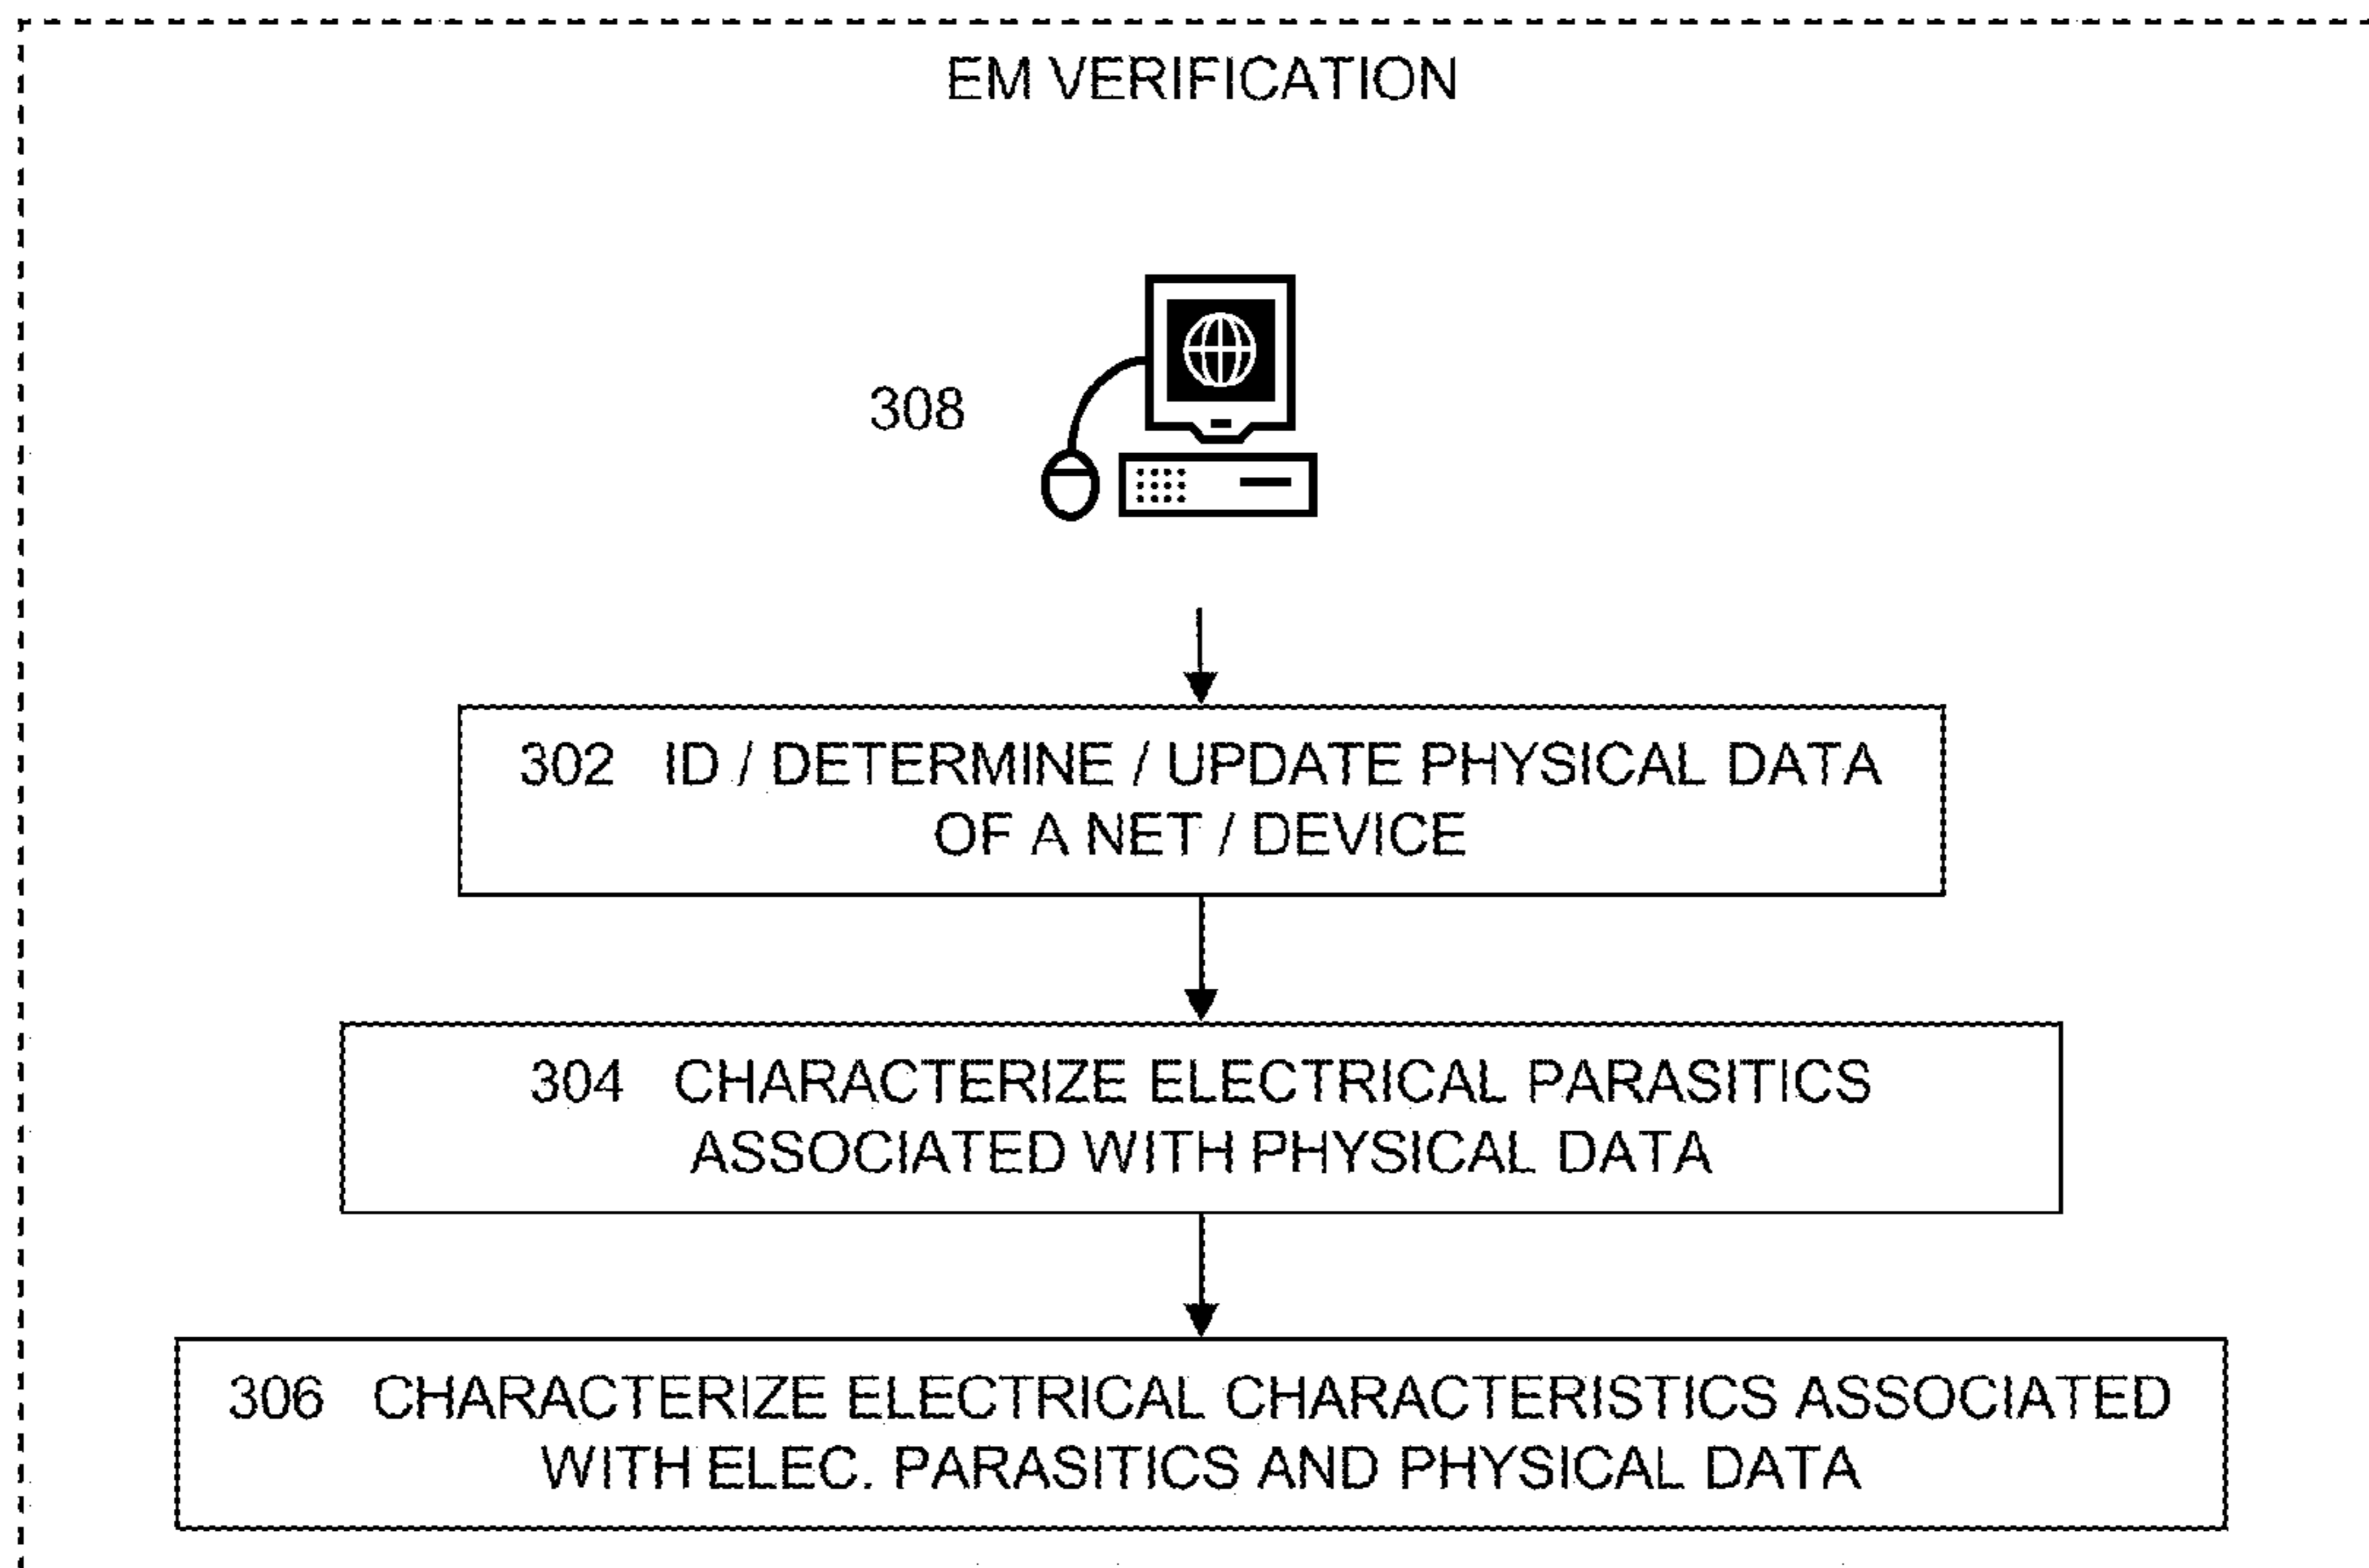 EM VERIFICATION
308
302 ID / DETERMINE / UPDATE PHYSICAL DATA
OF A NET / DEVICE
304 CHARACTERIZE ELECTRICAL PARASITICS
ASSOCIATED WITH PHYSICAL DATA
306 CHARACTERIZE ELECTRICAL CHARACTERISTICS ASSOCIATED
WITH ELEC. PARASITICS AND PHYSICAL DATA